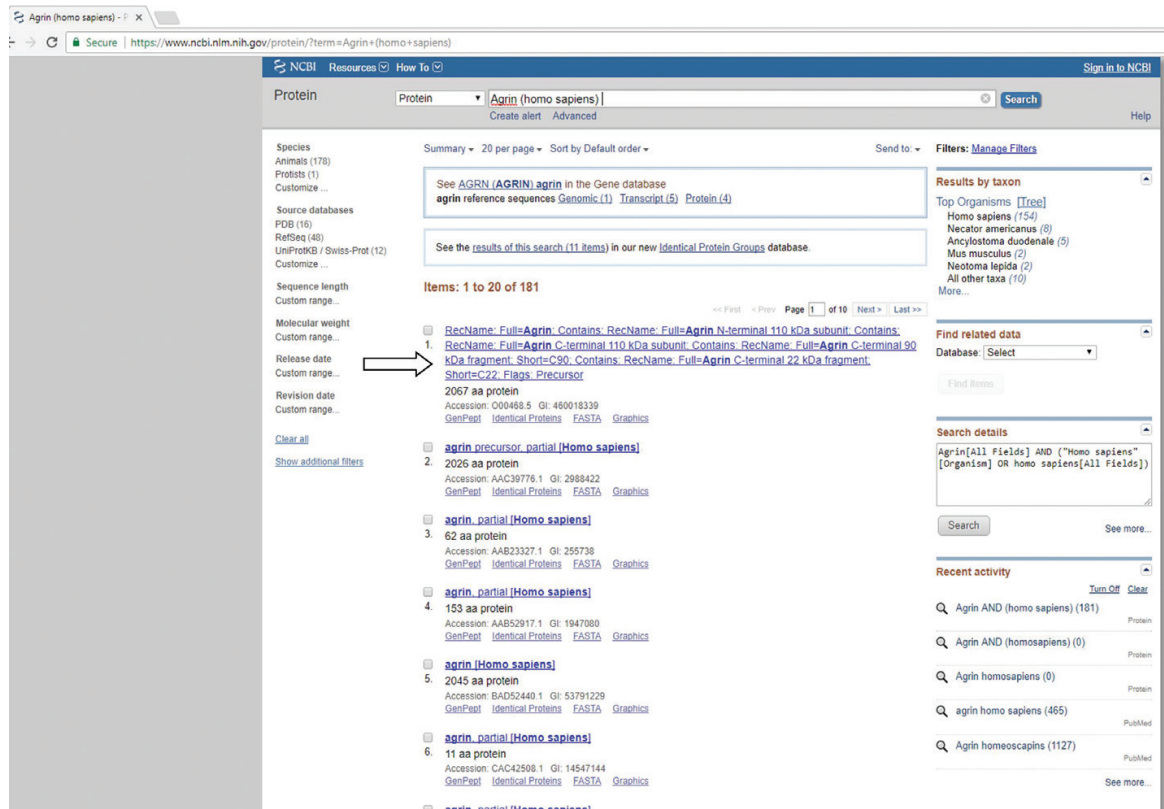 Agrin (homo sapiens) - P
Secure | https://www.ncbi.nlm.nih.gov/protein/?term=Agrin+(homo+sapiens)
NCBI Resources How To Sign in to NCBI
Protein Protein Agrin (homo sapiens) Search
Create alert Advanced Help
Species
Animals (178)
Protists (1)
Customize ...
Source databases
PDB (16)
RefSeq (48)
UniProtKB / Swiss-Prot (12)
Customize ...
Sequence length
Custom range...
Molecular weight
Custom range...
Release date
Custom range...
Revision date
Custom range...
Clear all
Show additional filters
Summary 20 per page Sort by Default order Send to:
See AGRN (AGRIN) agrin in the Gene database
agrin reference sequences Genomic (1) Transcript (5) Protein (4)
See the results of this search (11 items) in our new Identical Protein Groups database.
Items: 1 to 20 of 181
<< First < Prev Page 1 of 10 Next > Last >>
RecName: Full=Agrin; Contains: RecName: Full=Agrin N-terminal 110 kDa subunit; Contains:
1. RecName: Full=Agrin C-terminal 110 kDa subunit; Contains: RecName: Full=Agrin C-terminal 90
kDa fragment; Short=C90; Contains: RecName: Full=Agrin C-terminal 22 kDa fragment;
Short=C22; Flags: Precursor
2067 aa protein
Accession: O00468.5 GI: 460018339
GenPept Identical Proteins FASTA Graphics
agrin precursor, partial [Homo sapiens]
2. 2026 aa protein
Accession: AAC39776.1 GI: 2988422
GenPept Identical Proteins FASTA Graphics
agrin, partial [Homo sapiens]
3. 62 aa protein
Accession: AAB23327.1 GI: 255738
GenPept Identical Proteins FASTA Graphics
agrin, partial [Homo sapiens]
4. 153 aa protein
Accession: AAB52917.1 GI: 1947080
GenPept Identical Proteins FASTA Graphics
agrin [Homo sapiens]
5. 2045 aa protein
Accession: BAD52440.1 GI: 53791229
GenPept Identical Proteins FASTA Graphics
agrin, partial [Homo sapiens]
6. 11 aa protein
Accession: CAC42508.1 GI: 14547144
GenPept Identical Proteins FASTA Graphics
agrin, partial [Homo sapiens]
Filters: Manage Filters
Results by taxon
Top Organisms [Tree]
Homo sapiens (154)
Necator americanus (8)
Ancylostoma duodenale (5)
Mus musculus (2)
Neotoma lepida (2)
All other taxa (10)
More...
Find related data
Database: Select
Find items
Search details
Agrin[All Fields] AND ("Homo sapiens"
[Organism] OR homo sapiens[All Fields])
Search See more...
Recent activity
Turn Off Clear
Agrin AND (homo sapiens) (181)
Protein
Agrin AND (homosapiens) (0)
Protein
Agrin homosapiens (0)
Protein
agrin homo sapiens (465)
PubMed
Agrin homeoscapins (1127)
PubMed
See more...